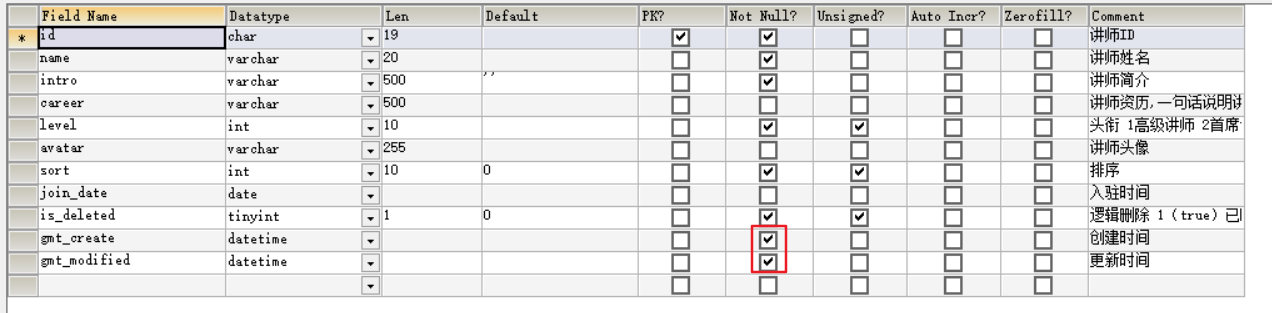 Field Name Datatype Len Default PK? Not Null? Unsigned? Auto Incr? Zerofill? Comment
* id char 19 讲师ID
name varchar 20 讲师姓名
intro varchar 500 '' 讲师简介
career varchar 500 讲师资历,一句话说明讲
level int 10 头衔 1高级讲师 2首席
avatar varchar 255 讲师头像
sort int 10 0 排序
join_date date 入驻时间
is_deleted tinyint 1 0 逻辑删除 1（true）已
gmt_create datetime 创建时间
gmt_modified datetime 更新时间